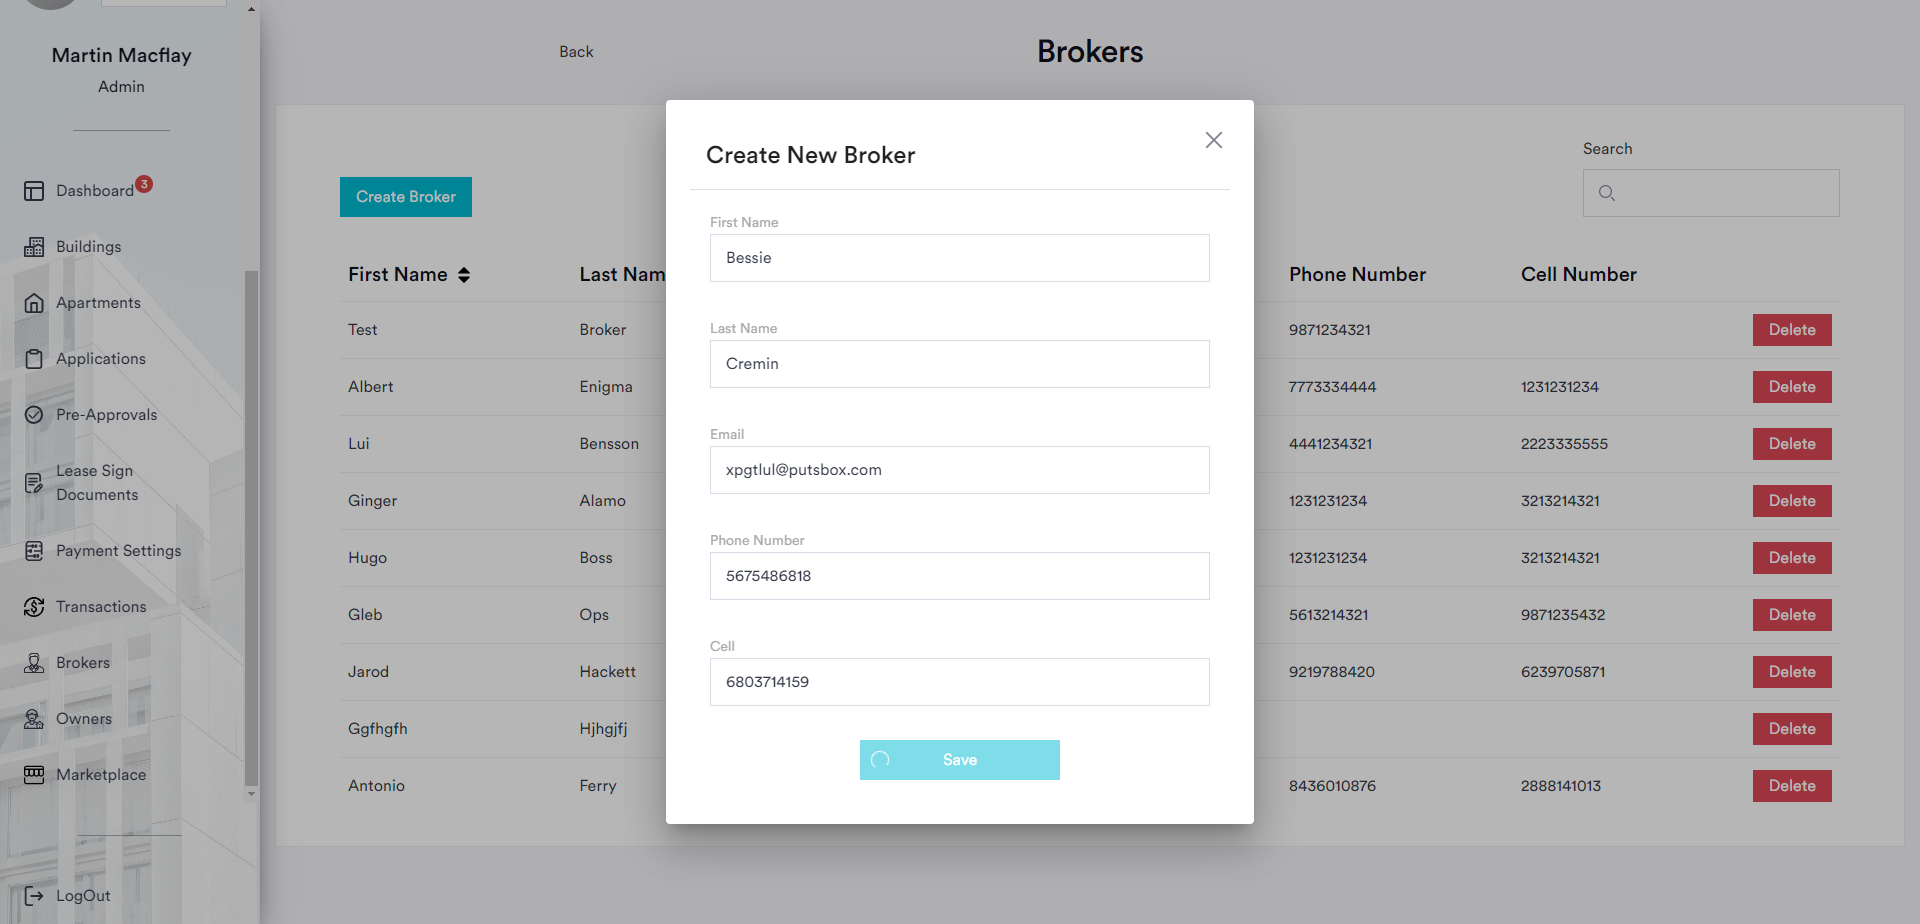 Martin Macflay
Admin
Dashboard 3
Buildings
Apartments
Applications
Pre-Approvals
Lease Sign
Documents
Payment Settings
Transactions
Brokers
Owners
Marketplace
LogOut
Back
Brokers
Create Broker
Search
First Name Last Nam Phone Number Cell Number
Test Broker 9871234321 Delete
Albert Enigma 7773334444 1231231234 Delete
Lui Bensson 4441234321 2223335555 Delete
Ginger Alamo 1231231234 3213214321 Delete
Hugo Boss 1231231234 3213214321 Delete
Gleb Ops 5613214321 9871235432 Delete
Jarod Hackett 9219788420 6239705871 Delete
Ggfhgfh Hjhgjfj Delete
Antonio Ferry 8436010876 2888141013 Delete
Create New Broker
First Name
Bessie
Last Name
Cremin
Email
xpgtlul@putsbox.com
Phone Number
5675486818
Cell
6803714159
Save